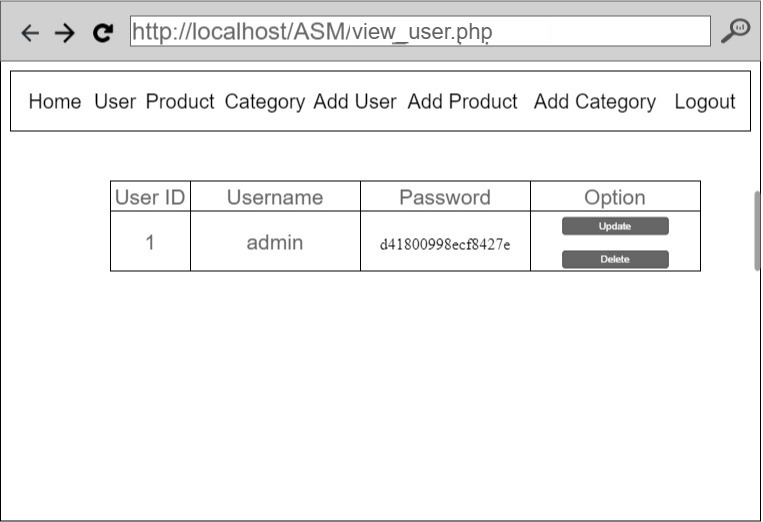 http://localhost/ASM/view_user.php
Home User Product Category Add User Add Product Add Category Logout
User ID Username Password Option
1 admin d41800998ecf8427e Update
Delete